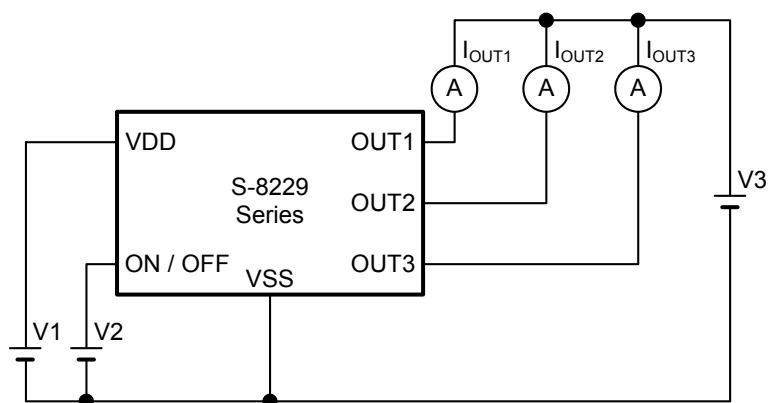 I_OUT1 I_OUT2 I_OUT3
A A A
VDD OUT1
S-8229
Series
OUT2
V3
ON / OFF OUT3
VSS
V1 V2